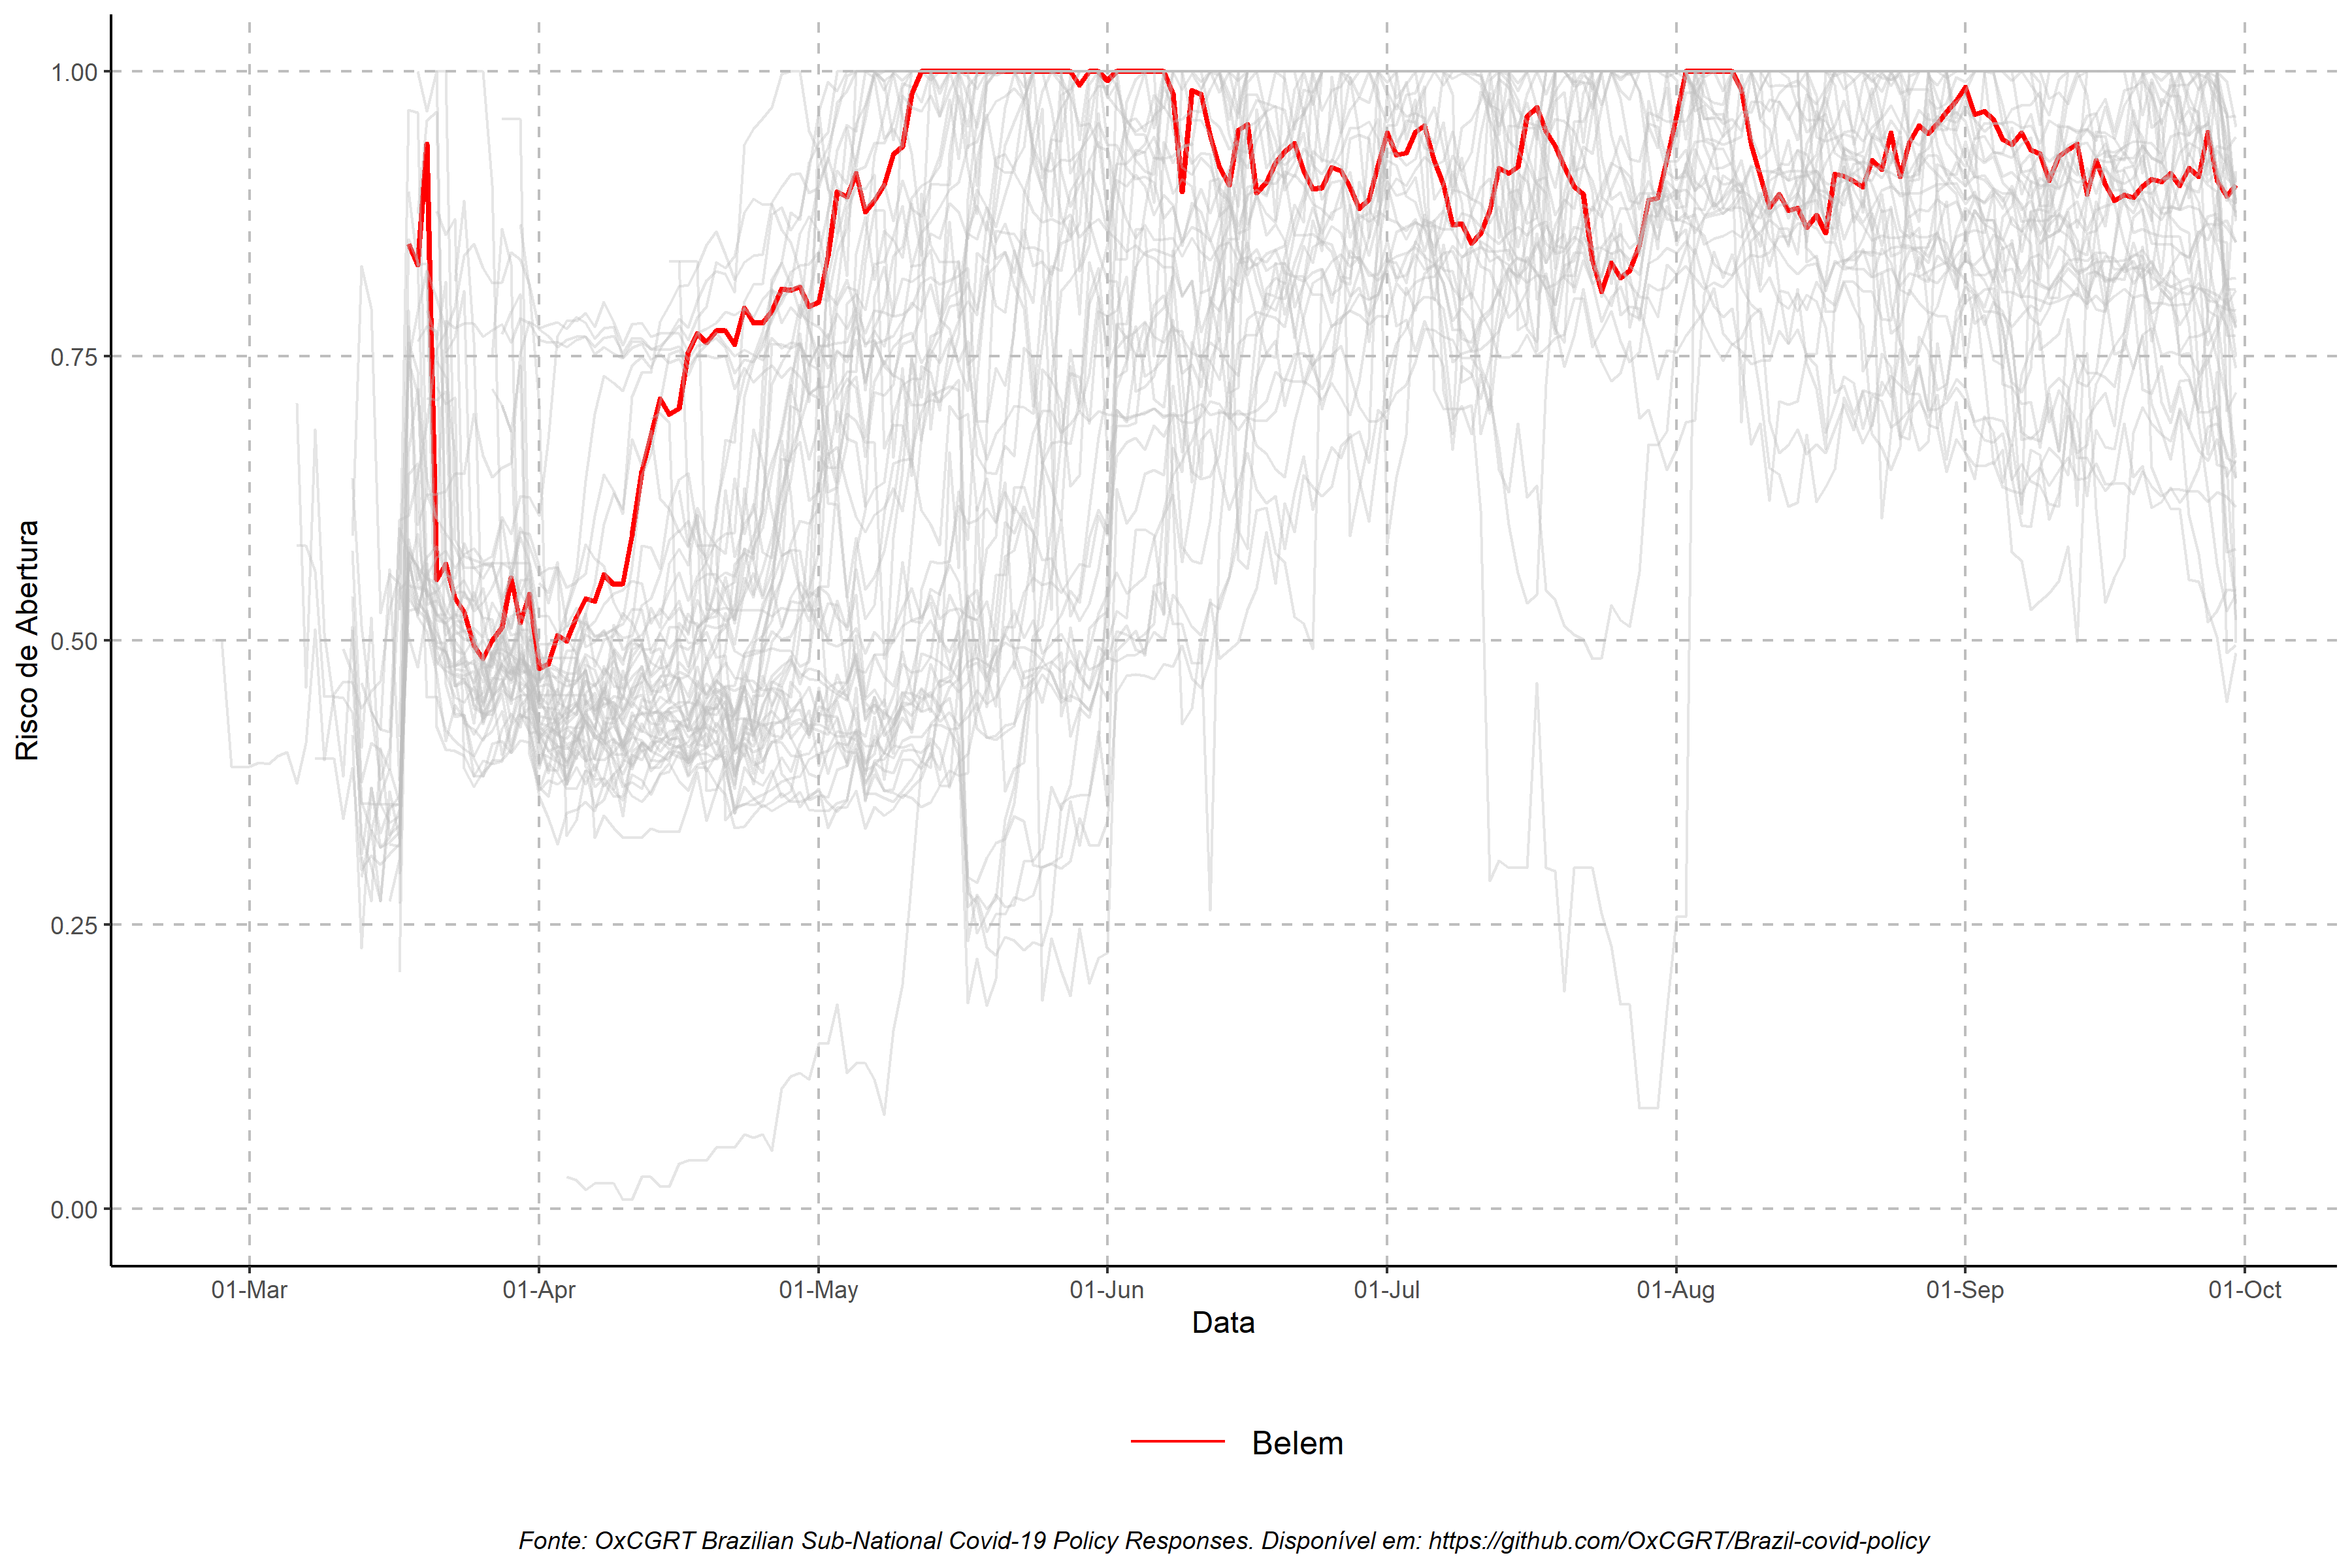 Risco de Abertura
1.00
0.75
0.50
0.25
0.00
01-Mar 01-Apr 01-May 01-Jun 01-Jul 01-Aug 01-Sep 01-Oct
Data
Belem
Fonte: OxCGRT Brazilian Sub-National Covid-19 Policy Responses. Disponível em: https://github.com/OxCGRT/Brazil-covid-policy